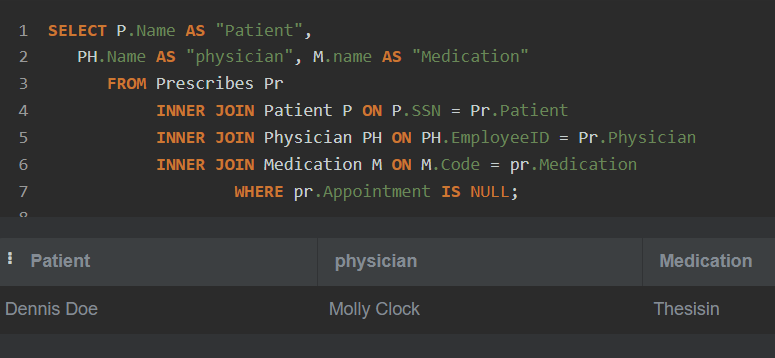 1 SELECT P.Name AS "Patient",
2 PH.Name AS "physician", M.name AS "Medication"
3 FROM Prescribes Pr
4 INNER JOIN Patient P ON P.SSN = Pr.Patient
5 INNER JOIN Physician PH ON PH.EmployeeID = Pr.Physician
6 INNER JOIN Medication M ON M.Code = pr.Medication
7 WHERE pr.Appointment IS NULL;
Patient physician Medication
Dennis Doe Molly Clock Thesisin